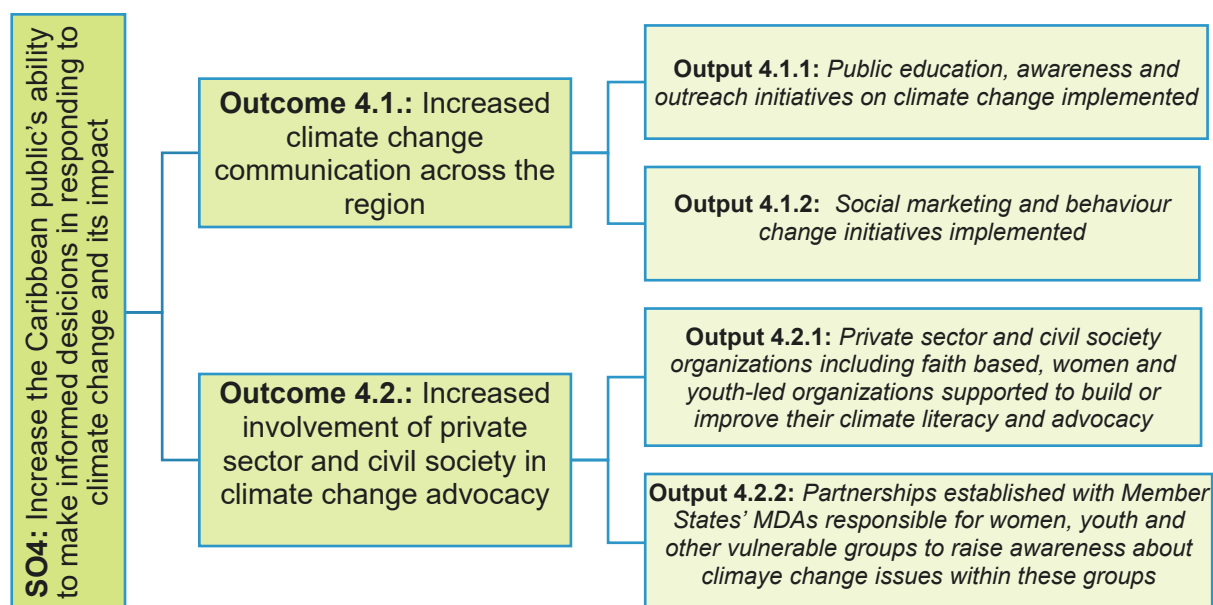 SO4: Increase the Caribbean public's ability
to make informed desicions in responding to
climate change and its impact
Outcome 4.1.: Increased
climate change
communication across the
region
Output 4.1.1: Public education, awareness and
outreach initiatives on climate change implemented
Output 4.1.2: Social marketing and behaviour
change initiatives implemented
Outcome 4.2.: Increased
involvement of private
sector and civil society in
climate change advocacy
Output 4.2.1: Private sector and civil society
organizations including faith based, women and
youth-led organizations supported to build or
improve their climate literacy and advocacy
Output 4.2.2: Partnerships established with Member
States' MDAs responsible for women, youth and
other vulnerable groups to raise awareness about
climaye change issues within these groups